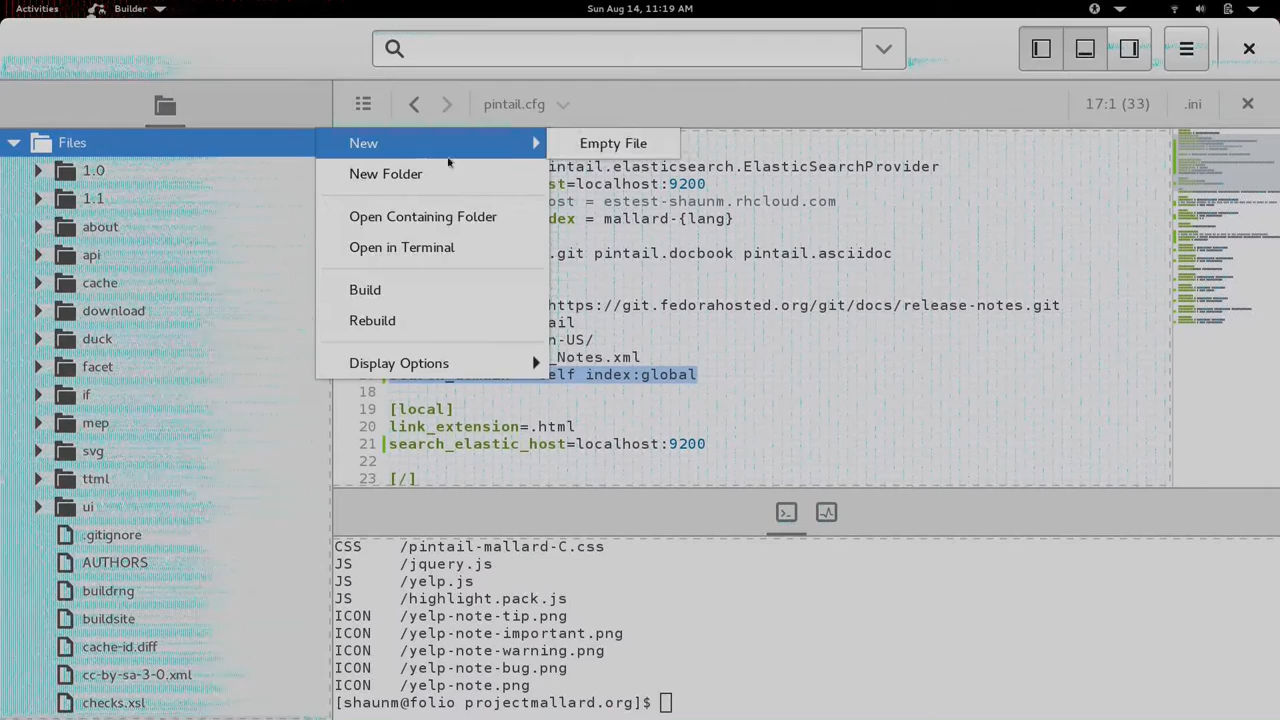 Activities
Builder
Sun Aug 14, 11:19 AM
pintail.cfg
17:1 (33)
.ini
Files
1.0
1.1
about
api
cache
download
duck
facet
if
mep
svg
ttml
ui
.gitignore
AUTHORS
buildrng
buildsite
cache-id.diff
cc-by-sa-3-0.xml
checks.xsl
New
New Folder
Open Containing Folder
Open in Terminal
Build
Rebuild
Display Options
Empty File
intail.elasticsearch.ElasticSearchProvider
st=localhost:9200
ost = estest-shaunm.rhcloud.com
dex = mallard-{lang}
.git pintail.docbook pintail.asciidoc
https://git.fedorahosted.org/git/docs/release-notes.git
ail
n-US/
_Notes.xml
elf index:global
18
19 [local]
20 link_extension=.html
21 search_elastic_host=localhost:9200
22
23 [/]
CSS /pintail-mallard-C.css
JS /jquery.js
JS /yelp.js
JS /highlight.pack.js
ICON /yelp-note-tip.png
ICON /yelp-note-important.png
ICON /yelp-note-warning.png
ICON /yelp-note-bug.png
ICON /yelp-note.png
[shaunm@folio projectmallard.org]$